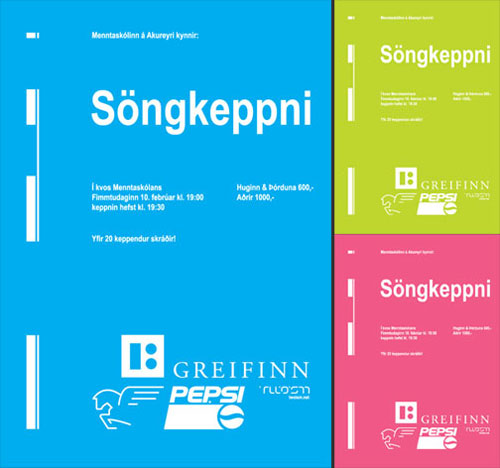 Menntaskólinn á Akureyri kynnir:
Söngkeppni
Í kvos Menntaskólans
Fimmtudaginn 10. febrúar kl. 19:00
keppnin hefst kl. 19:30
Huginn & Þórduna 600,-
Aðrir 1000,-
Yfir 20 keppendur skráðir!
GREIFINN
PEPSI
Menntaskólinn á Akureyri kynnir:
Söngkeppni
Í kvos Menntaskólans
Fimmtudaginn 10. febrúar kl. 19:00
keppnin hefst kl. 19:30
Huginn & Þórduna 600,-
Aðrir 1000,-
Yfir 20 keppendur skráðir!
GREIFINN
PEPSI
Menntaskólinn á Akureyri kynnir:
Söngkeppni
Í kvos Menntaskólans
Fimmtudaginn 10. febrúar kl. 19:00
keppnin hefst kl. 19:30
Huginn & Þórduna 600,-
Aðrir 1000,-
Yfir 20 keppendur skráðir!
GREIFINN
PEPSI